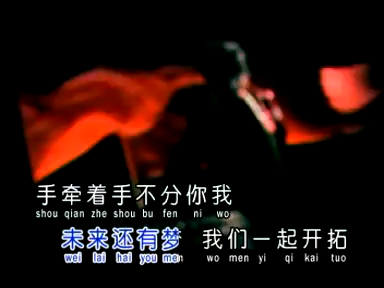 手牵着手不分你我
shou qian zhe shou bu fen ni wo
未来还有梦 我们一起开拓
wei lai hai you men wo men yi qi kai tuo